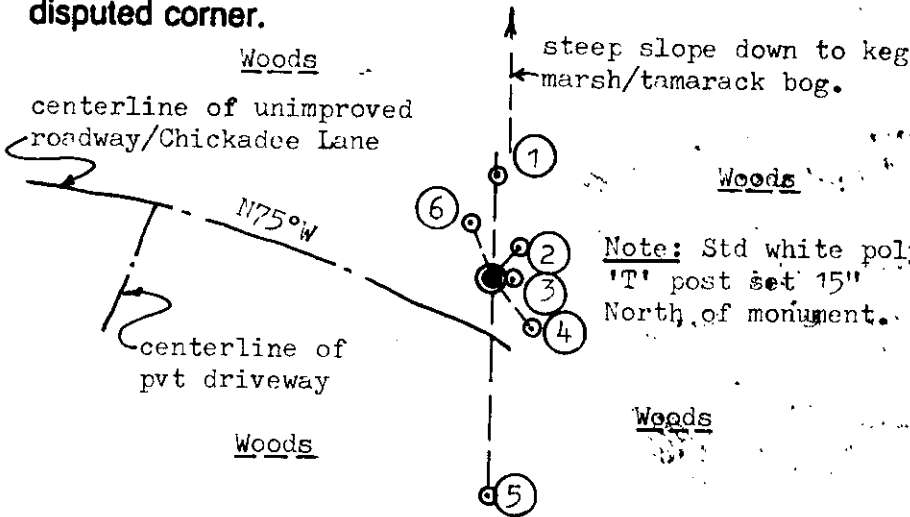 disputed corner.
Woods
steep slope down to keg
marsh/tamarack bog.
centerline of unimproved
roadway/Chickadee Lane
1
Woods
6
N75°W
2
Note: Std white pol
'T' post set 15"
3
North of monument.
4
centerline of
pvt driveway
Woods
Woods
5